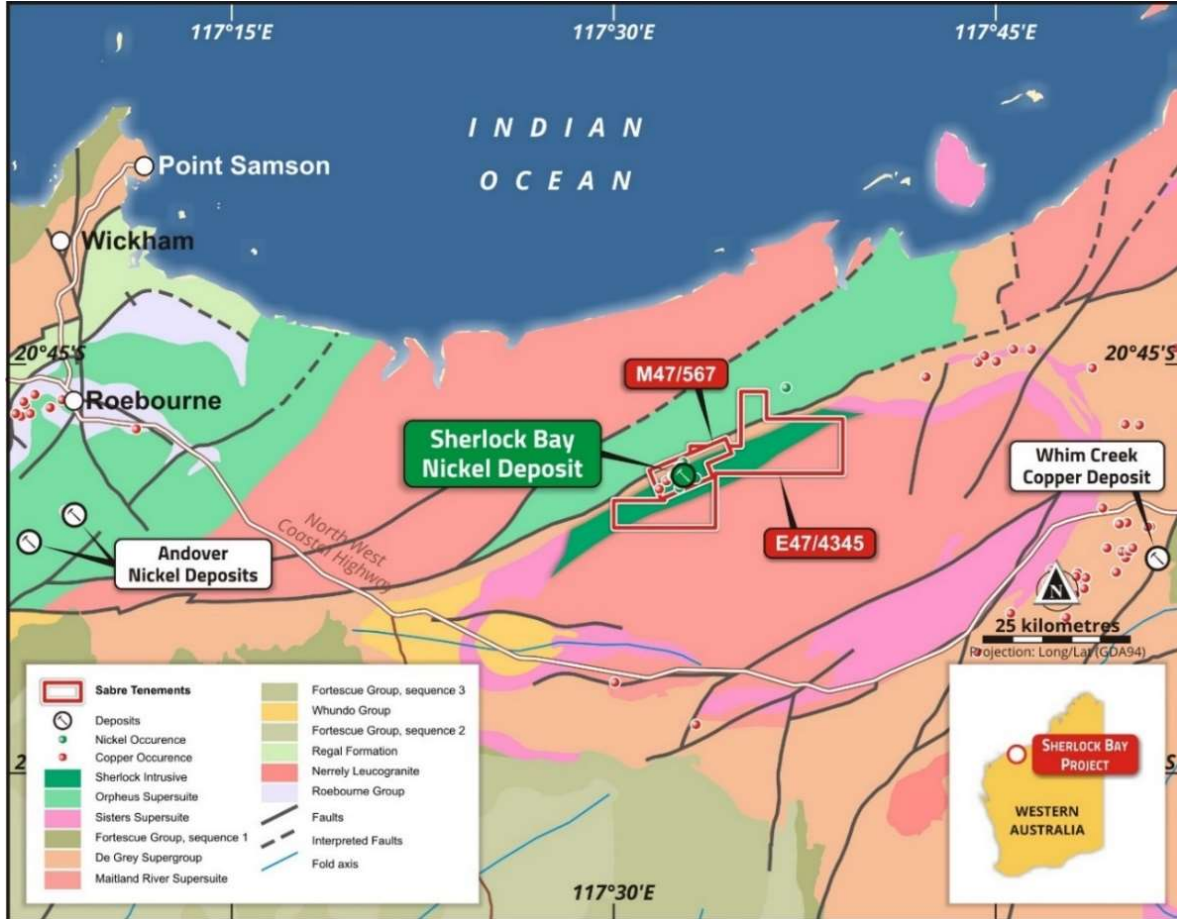 117°15'E
117°30'E
117°45'E
INDIAN
OCEAN
Point Samson
Wickham
20°45'S
20°45'S
M47/567
Roebourne
Sherlock Bay
Nickel Deposit
Whim Creek
Copper Deposit
E47/4345
North West
Coastal Highway
Andover
Nickel Deposits
N
25 kilometres
Projection: Long/Lat (GDA94)
Sabre Tenements
Deposits
Nickel Occurence
Copper Occurence
Sherlock Intrusive
Orpheus Supersuite
Sisters Supersuite
Fortescue Group, sequence 1
De Grey Supergroup
Maitland River Supersuite
Fortescue Group, sequence 3
Whundo Group
Fortescue Group, sequence 2
Regal Formation
Nerrely Leucogranite
Roebourne Group
Faults
Interpreted Faults
Fold axis
117°30'E
SHERLOCK BAY
PROJECT
WESTERN
AUSTRALIA